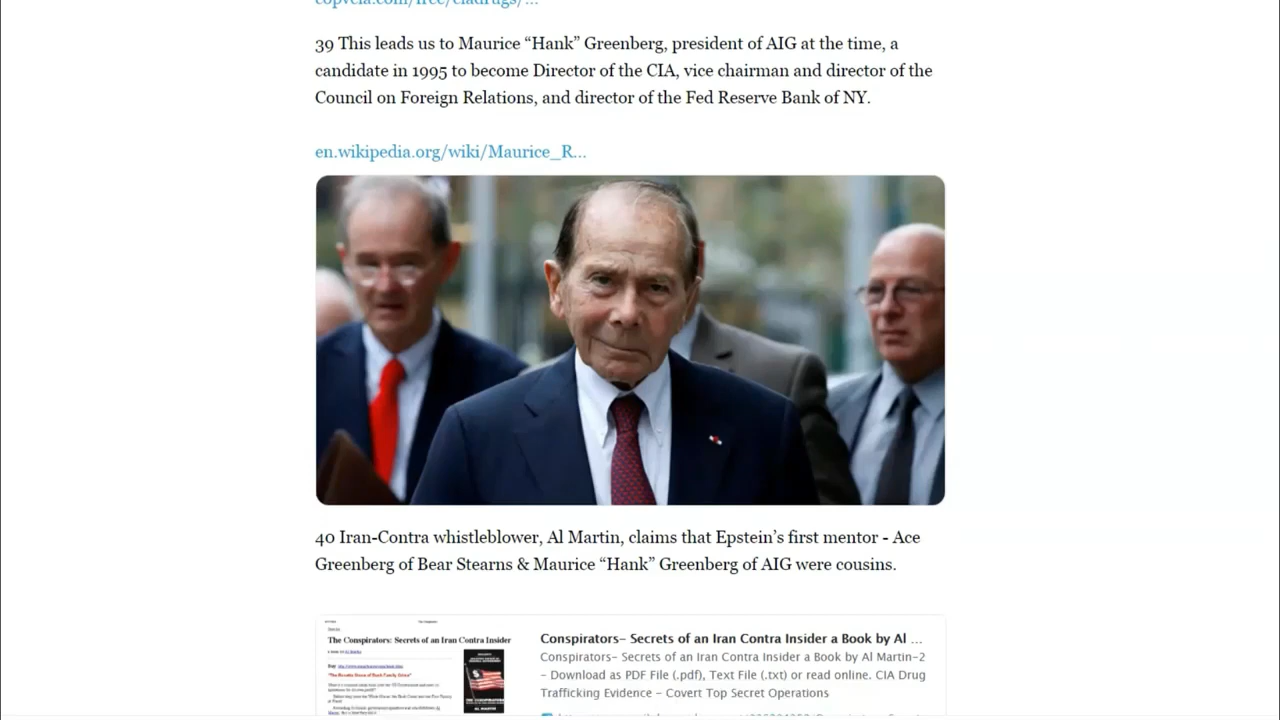 39 This leads us to Maurice “Hank” Greenberg, president of AIG at the time, a
candidate in 1995 to become Director of the CIA, vice chairman and director of the
Council on Foreign Relations, and director of the Fed Reserve Bank of NY.
en.wikipedia.org/wiki/Maurice_R...
40 Iran-Contra whistleblower, Al Martin, claims that Epstein’s first mentor - Ace
Greenberg of Bear Stearns & Maurice “Hank” Greenberg of AIG were cousins.
The Conspirators: Secrets of an Iran Contra Insider
Conspirators– Secrets of an Iran Contra Insider a Book by Al ...
Conspirators– Secrets of an Iran Contra Insider a Book by Al Martin–2
– Download as PDF File (.pdf), Text File (.txt) or read online. CIA Drug
Trafficking Evidence – Covert Top Secret